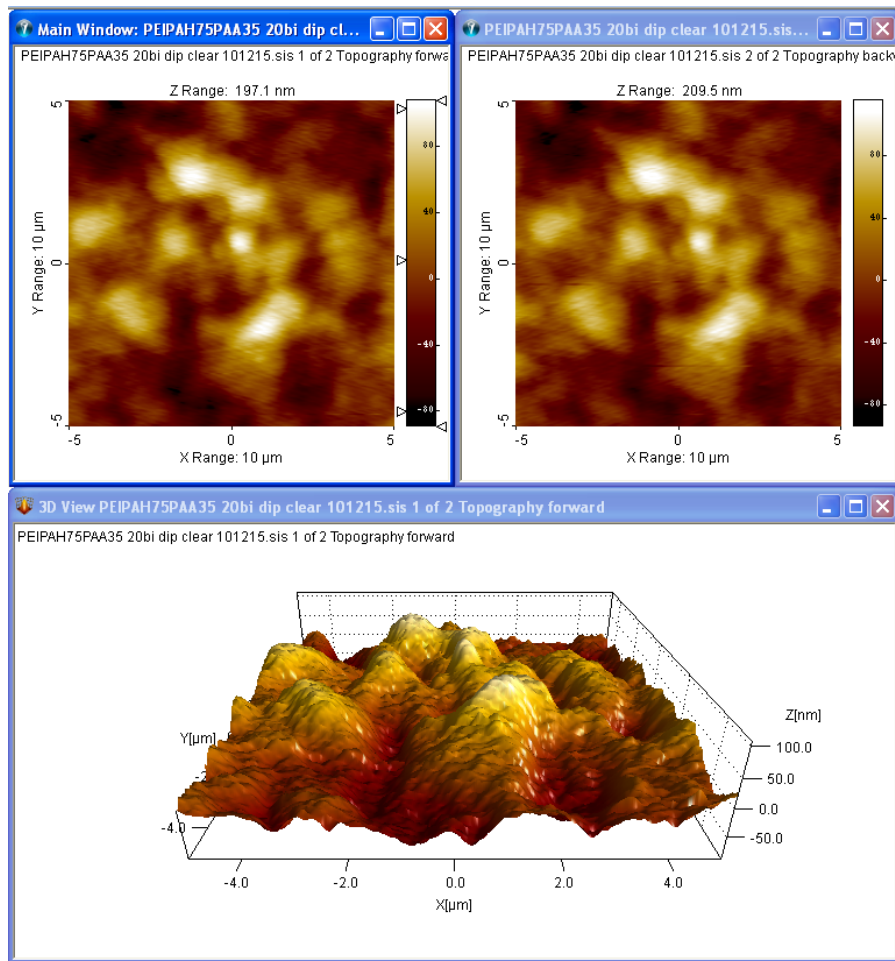 Main Window: PEIPAH75PAA35 20bi dip cl...
PEIPAH75PAA35 20bi dip clear 101215.sis 1 of 2 Topography forwa
Z Range: 197.1 nm
5
0
-5
Y Range: 10 µm
-5
0
5
X Range: 10 µm
80
40
0
-40
-80
PEIPAH75PAA35 20bi dip clear 101215.sis...
PEIPAH75PAA35 20bi dip clear 101215.sis 2 of 2 Topography backw
Z Range: 209.5 nm
5
0
-5
Y Range: 10 µm
-5
0
5
X Range: 10 µm
80
40
0
-40
-80
3D View PEIPAH75PAA35 20bi dip clear 101215.sis 1 of 2 Topography forward
PEIPAH75PAA35 20bi dip clear 101215.sis 1 of 2 Topography forward
Z[nm]
100.0
50.0
0.0
-50.0
Y[µm]
-4.0
-4.0
-2.0
0.0
2.0
4.0
X[µm]